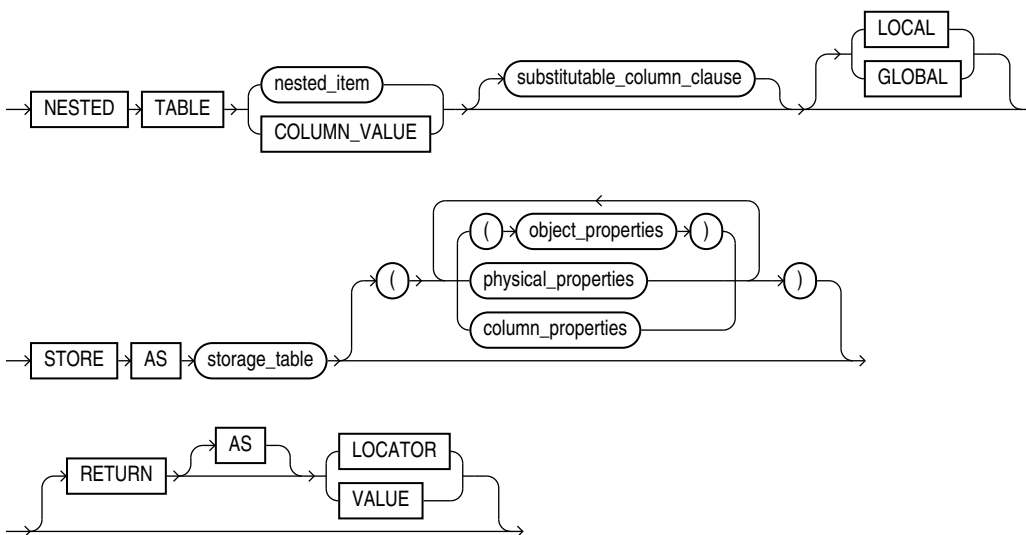 LOCAL
nested_item substitutable_column_clause GLOBAL
NESTED TABLE COLUMN_VALUE
( object_properties )
( physical_properties )
column_properties
STORE AS storage_table
AS LOCATOR
RETURN VALUE